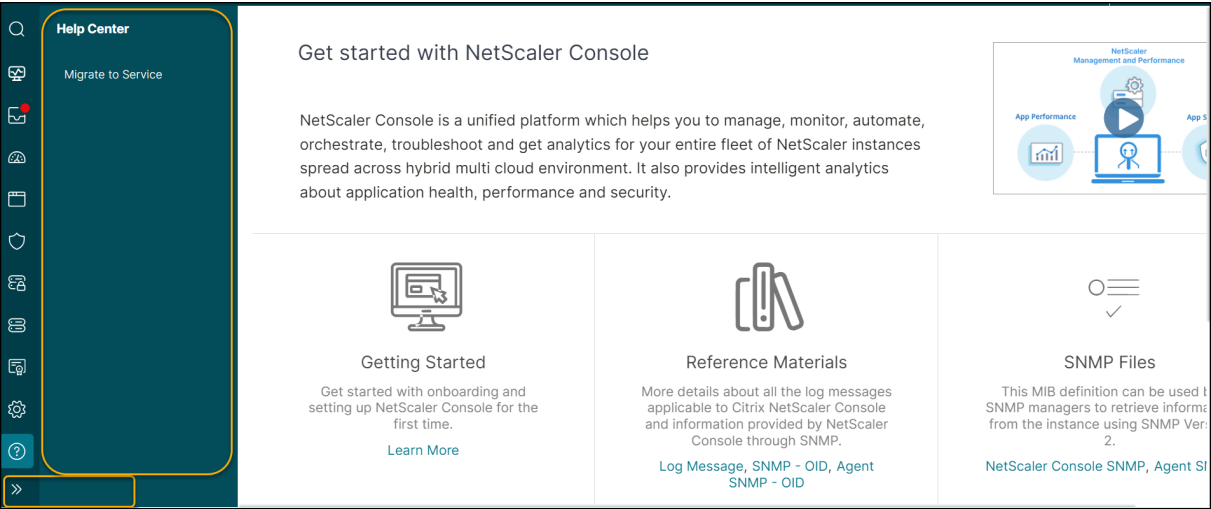 Help Center
Migrate to Service
Get started with NetScaler Console
NetScaler Console is a unified platform which helps you to manage, monitor, automate,
orchestrate, troubleshoot and get analytics for your entire fleet of NetScaler instances
spread across hybrid multi cloud environment. It also provides intelligent analytics
about application health, performance and security.
NetScaler
Management and Performance
App Performance
App S
Getting Started
Get started with onboarding and
setting up NetScaler Console for the
first time.
Learn More
Reference Materials
More details about all the log messages
applicable to Citrix NetScaler Console
and information provided by NetScaler
Console through SNMP.
Log Message, SNMP - OID, Agent
SNMP - OID
SNMP Files
This MIB definition can be used
SNMP managers to retrieve informa
from the instance using SNMP Ver
2.
NetScaler Console SNMP, Agent